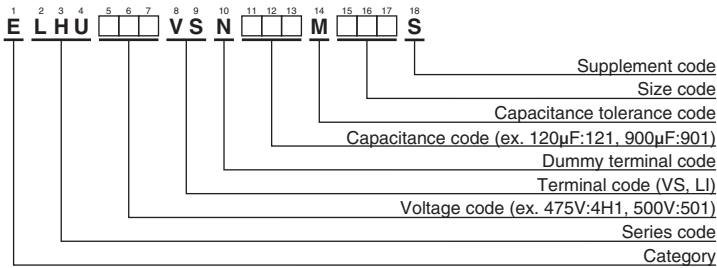 1 2 3 4 5 6 7 8 9 10 11 12 13 14 15 16 17 18
E LHU VS N M S
Supplement code
Size code
Capacitance tolerance code
Capacitance code (ex. 120μF:121, 900μF:901)
Dummy terminal code
Terminal code (VS, LI)
Voltage code (ex. 475V:4H1, 500V:501)
Series code
Category